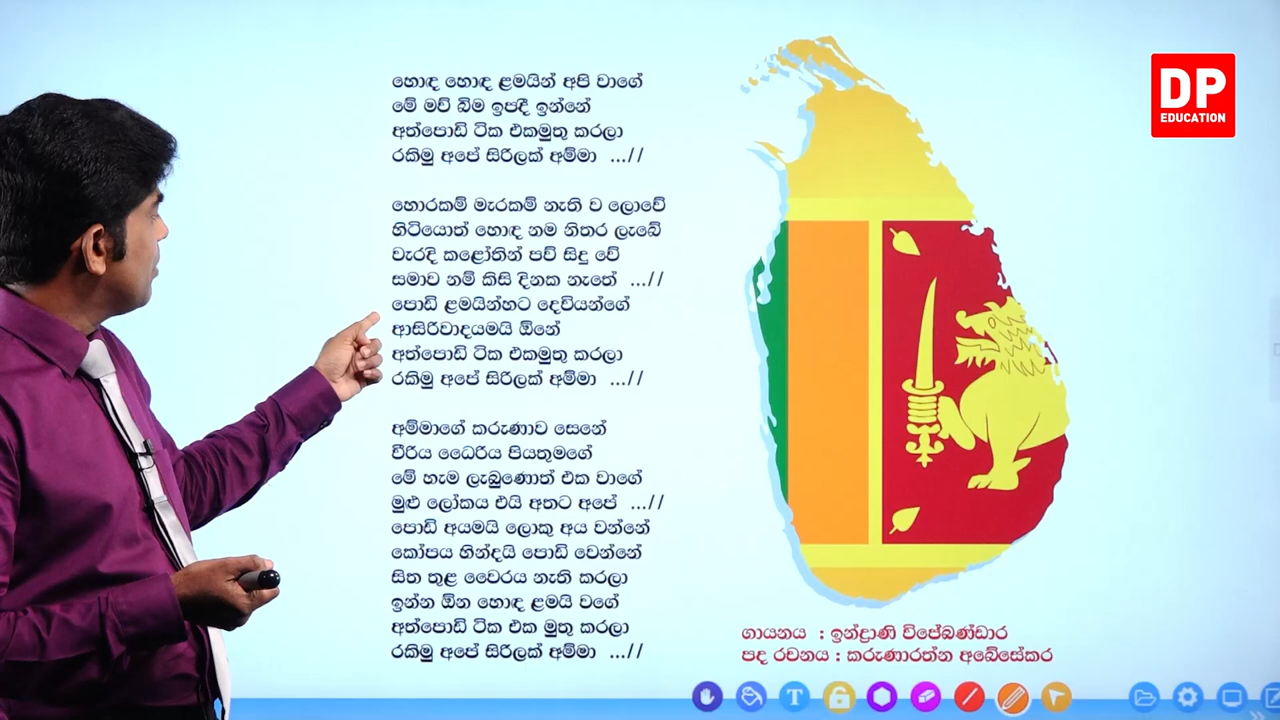 හොඳ හොඳ ළමයින් අපි වාගේ
මේ මව් බිම ඉපදී ඉන්නේ
අත්පොඩි ටික එකමුතු කරලා
රකිමු අපේ සිරිලක් අම්මා ...//
හොරකම් මැරකම් නැති ව ලොවේ
හිටියොත් හොඳ නම නිතර ලැබේ
වැරදි කළෝතින් පව් සිදු වේ
සමාව නම් කිසි දිනක නැතේ ...//
පොඩි ළමයින්හට දෙවියන්ගේ
ආසිරිවාදයමයි ඕනේ
අත්පොඩි ටික එකමුතු කරලා
රකිමු අපේ සිරිලක් අම්මා ...//
අම්මාගේ කරුණාව සෙනේ
වීරිය ධෛරිය පියතුමගේ
මේ හැම ලැබුණොත් එක වාගේ
මුළු ලෝකය එයි අතට අපේ ...//
පොඩි අයමයි ලොකු අය වන්නේ
කෝපය හින්දයි පොඩි වෙන්නේ
සිත තුළ වෛරය නැති කරලා
ඉන්න ඕන හොඳ ළමයි වගේ
අත්පොඩි ටික එක මුතු කරලා
රකිමු අපේ සිරිලක් අම්මා ...//
ගායනය : ඉන්ද්‍රාණි විජේබණ්ඩාර
පද රචනය : කරුණාරත්න අබේසේකර
DP
EDUCATION
T